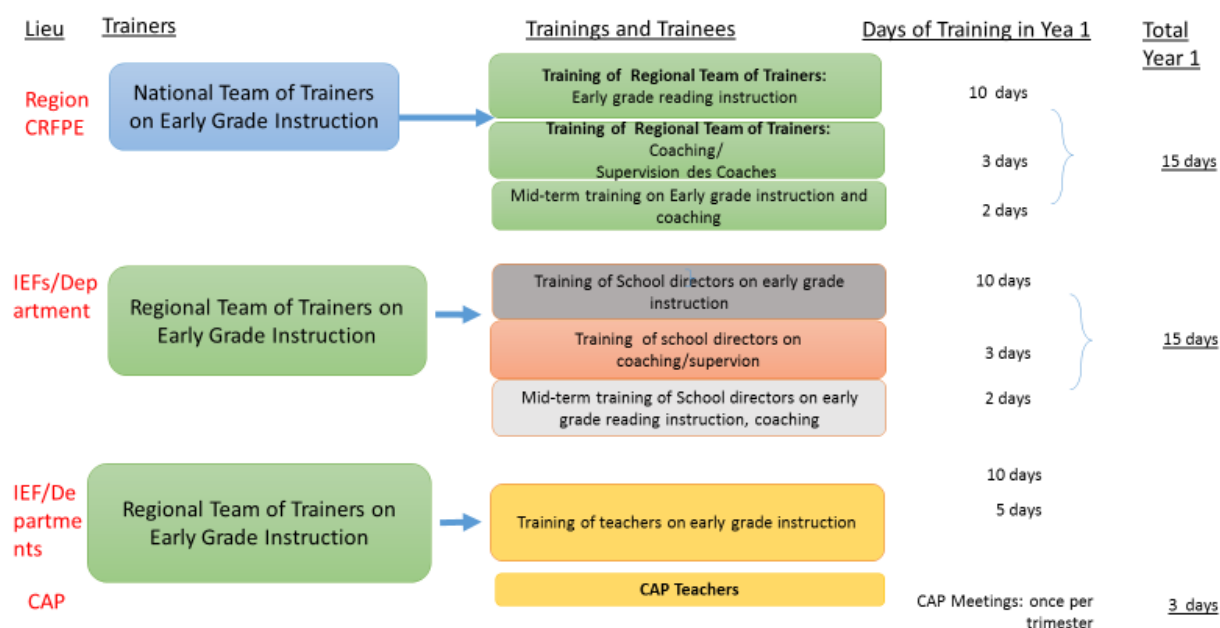 Lieu
Trainers
Trainings and Trainees
Days of Training in Yea 1
Total
Year 1
Region
CRFPE
National Team of Trainers
on Early Grade Instruction
Training of Regional Team of Trainers:
Early grade reading instruction
10 days
Training of Regional Team of Trainers:
Coaching/
Supervision des Coaches
3 days
15 days
Mid-term training on Early grade instruction and
coaching
2 days
IEFs/Dep
artment
Regional Team of Trainers on
Early Grade Instruction
Training of School directors on early grade
instruction
10 days
Training of school directors on
coaching/supervion
3 days
15 days
Mid-term training of School directors on early
grade reading instruction, coaching
2 days
IEF/De
partme
nts
Regional Team of Trainers on
Early Grade Instruction
Training of teachers on early grade instruction
10 days
5 days
CAP
CAP Teachers
CAP Meetings: once per
trimester
3 days